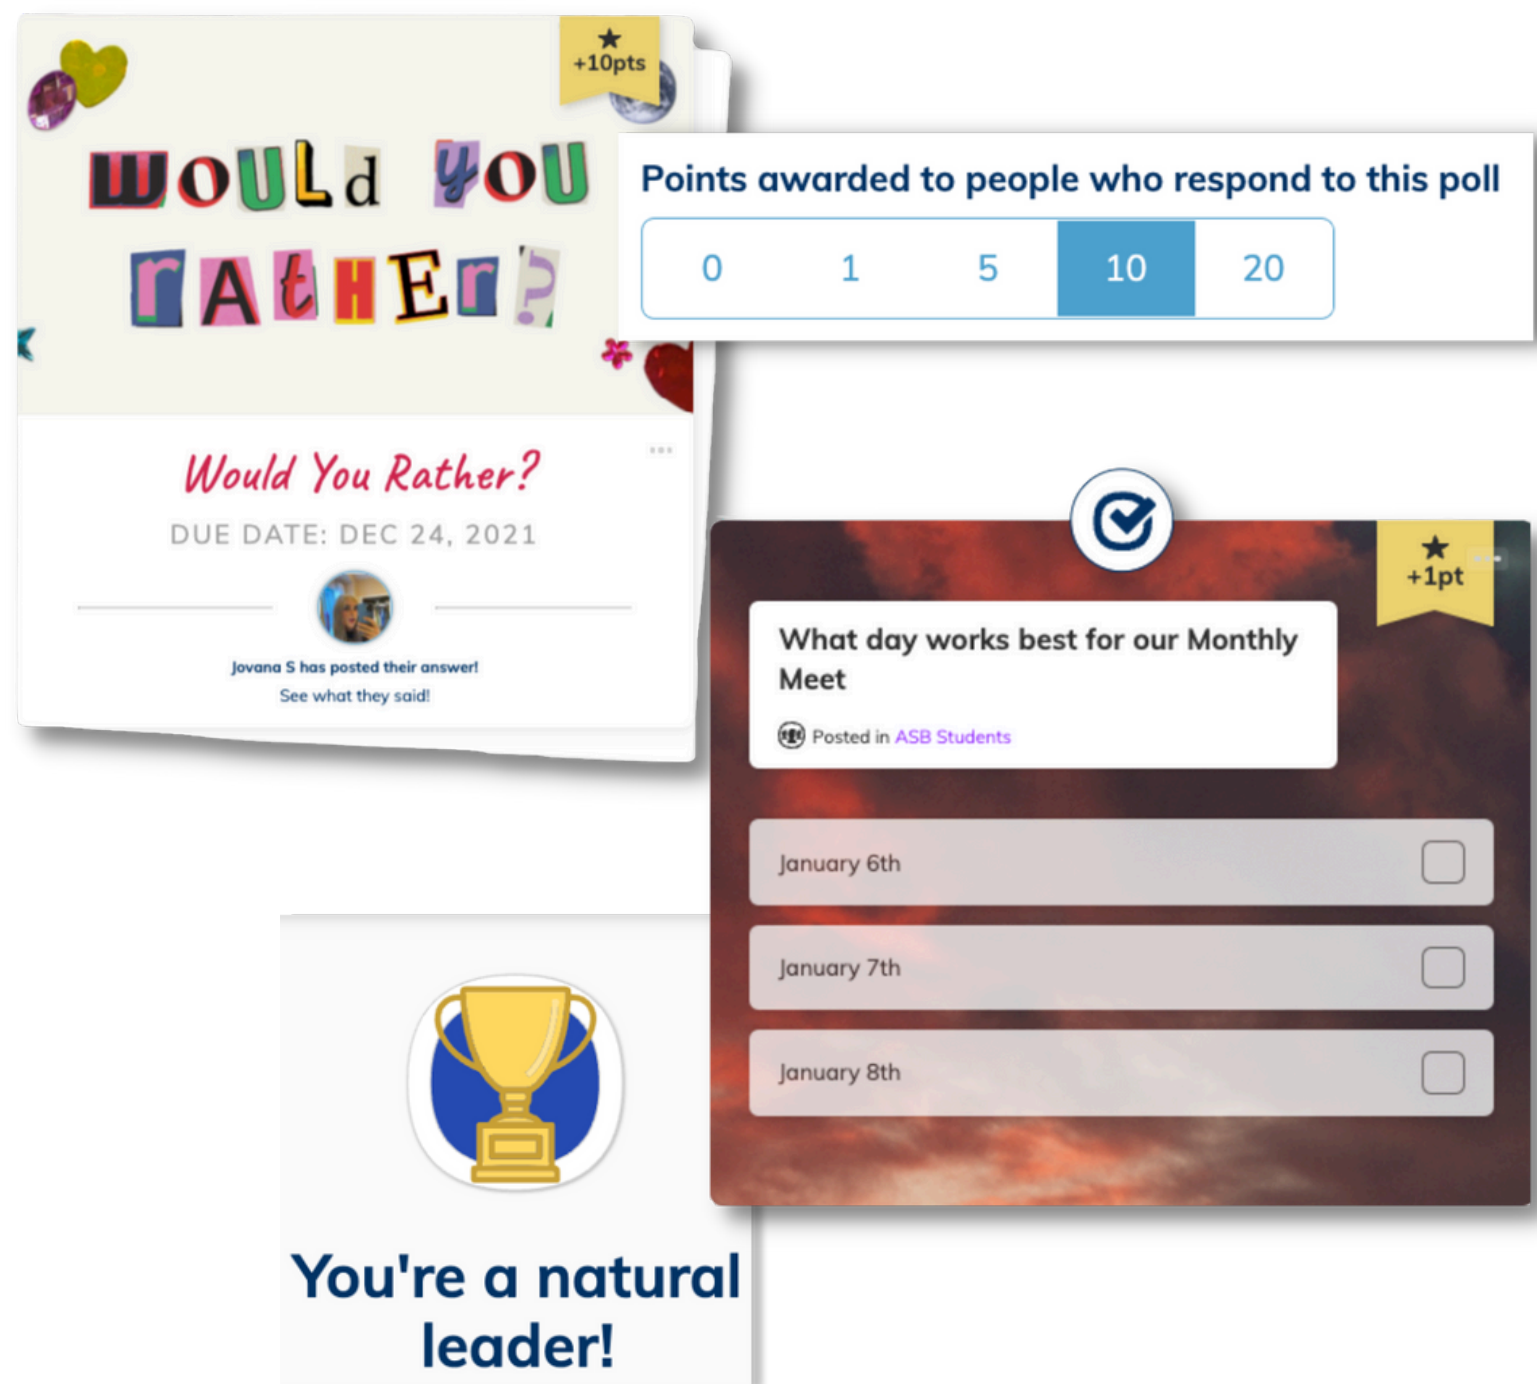 +10pts
WOULd yOU
rAtHEr?
Would You Rather?
DUE DATE: DEC 24, 2021
Jovana S has posted their answer!
See what they said!
Points awarded to people who respond to this poll
0 1 5 10 20
+1pt
What day works best for our Monthly
Meet
Posted in ASB Students
January 6th
January 7th
January 8th
You're a natural
leader!